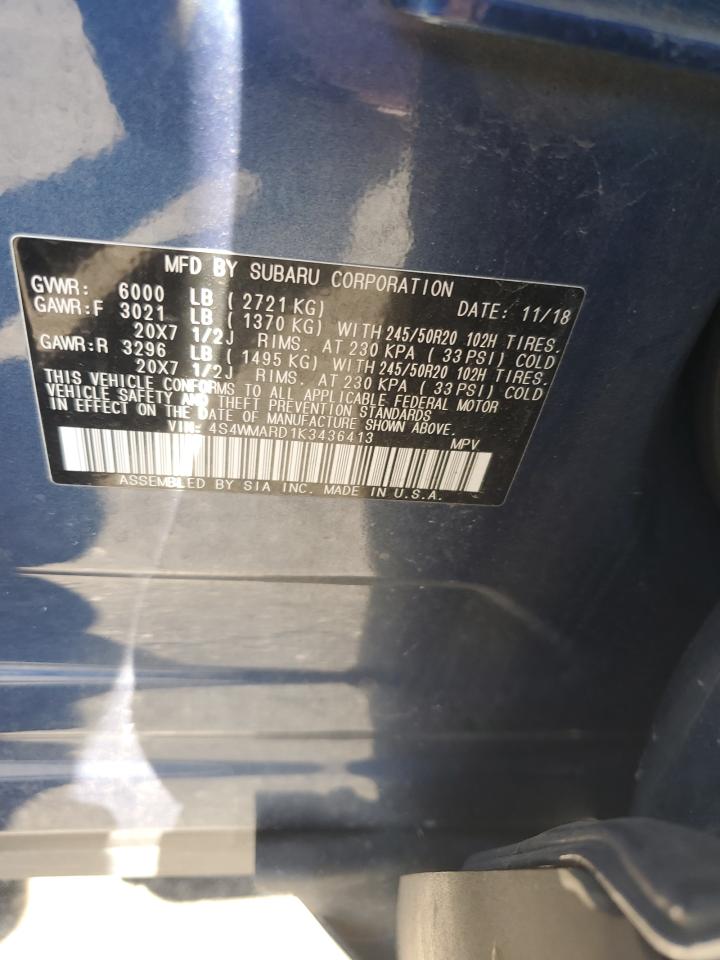 MFD BY SUBARU CORPORATION
GVWR: 6000 LB ( 2721 KG) DATE: 11/18
GAWR:F 3021 LB ( 1370 KG) WITH 245/50R20 102H TIRES.
20X7 1/2J RIMS. AT 230 KPA ( 33 PSI) COLD
GAWR:R 3296 LB ( 1495 KG) WITH 245/50R20 102H TIRES.
20X7 1/2J RIMS. AT 230 KPA ( 33 PSI) COLD
THIS VEHICLE CONFORMS TO ALL APPLICABLE FEDERAL MOTOR
VEHICLE SAFETY AND THEFT PREVENTION STANDARDS
IN EFFECT ON THE DATE OF MANUFACTURE SHOWN ABOVE.
VIN: 4S4WMARD1K3436413 MPV
ASSEMBLED BY SIA INC. MADE IN U.S.A.